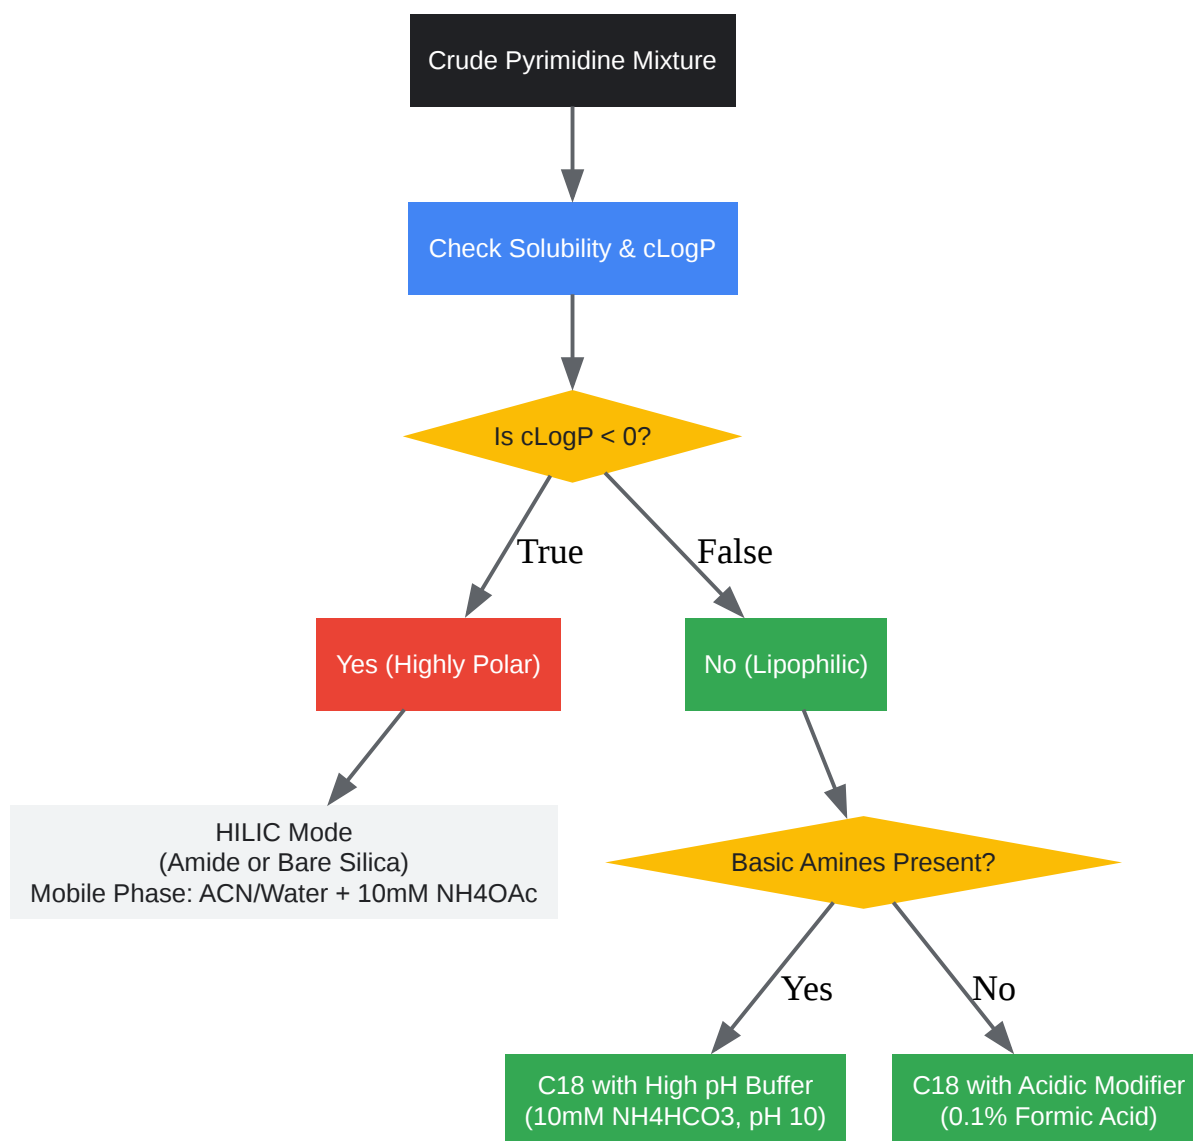 Crude Pyrimidine Mixture
Check Solubility & cLogP
Is cLogP < 0?
True
False
Yes (Highly Polar)
No (Lipophilic)
HILIC Mode
(Amide or Bare Silica)
Mobile Phase: ACN/Water + 10mM NH4OAc
Basic Amines Present?
Yes
No
C18 with High pH Buffer
(10mM NH4HCO3, pH 10)
C18 with Acidic Modifier
(0.1% Formic Acid)